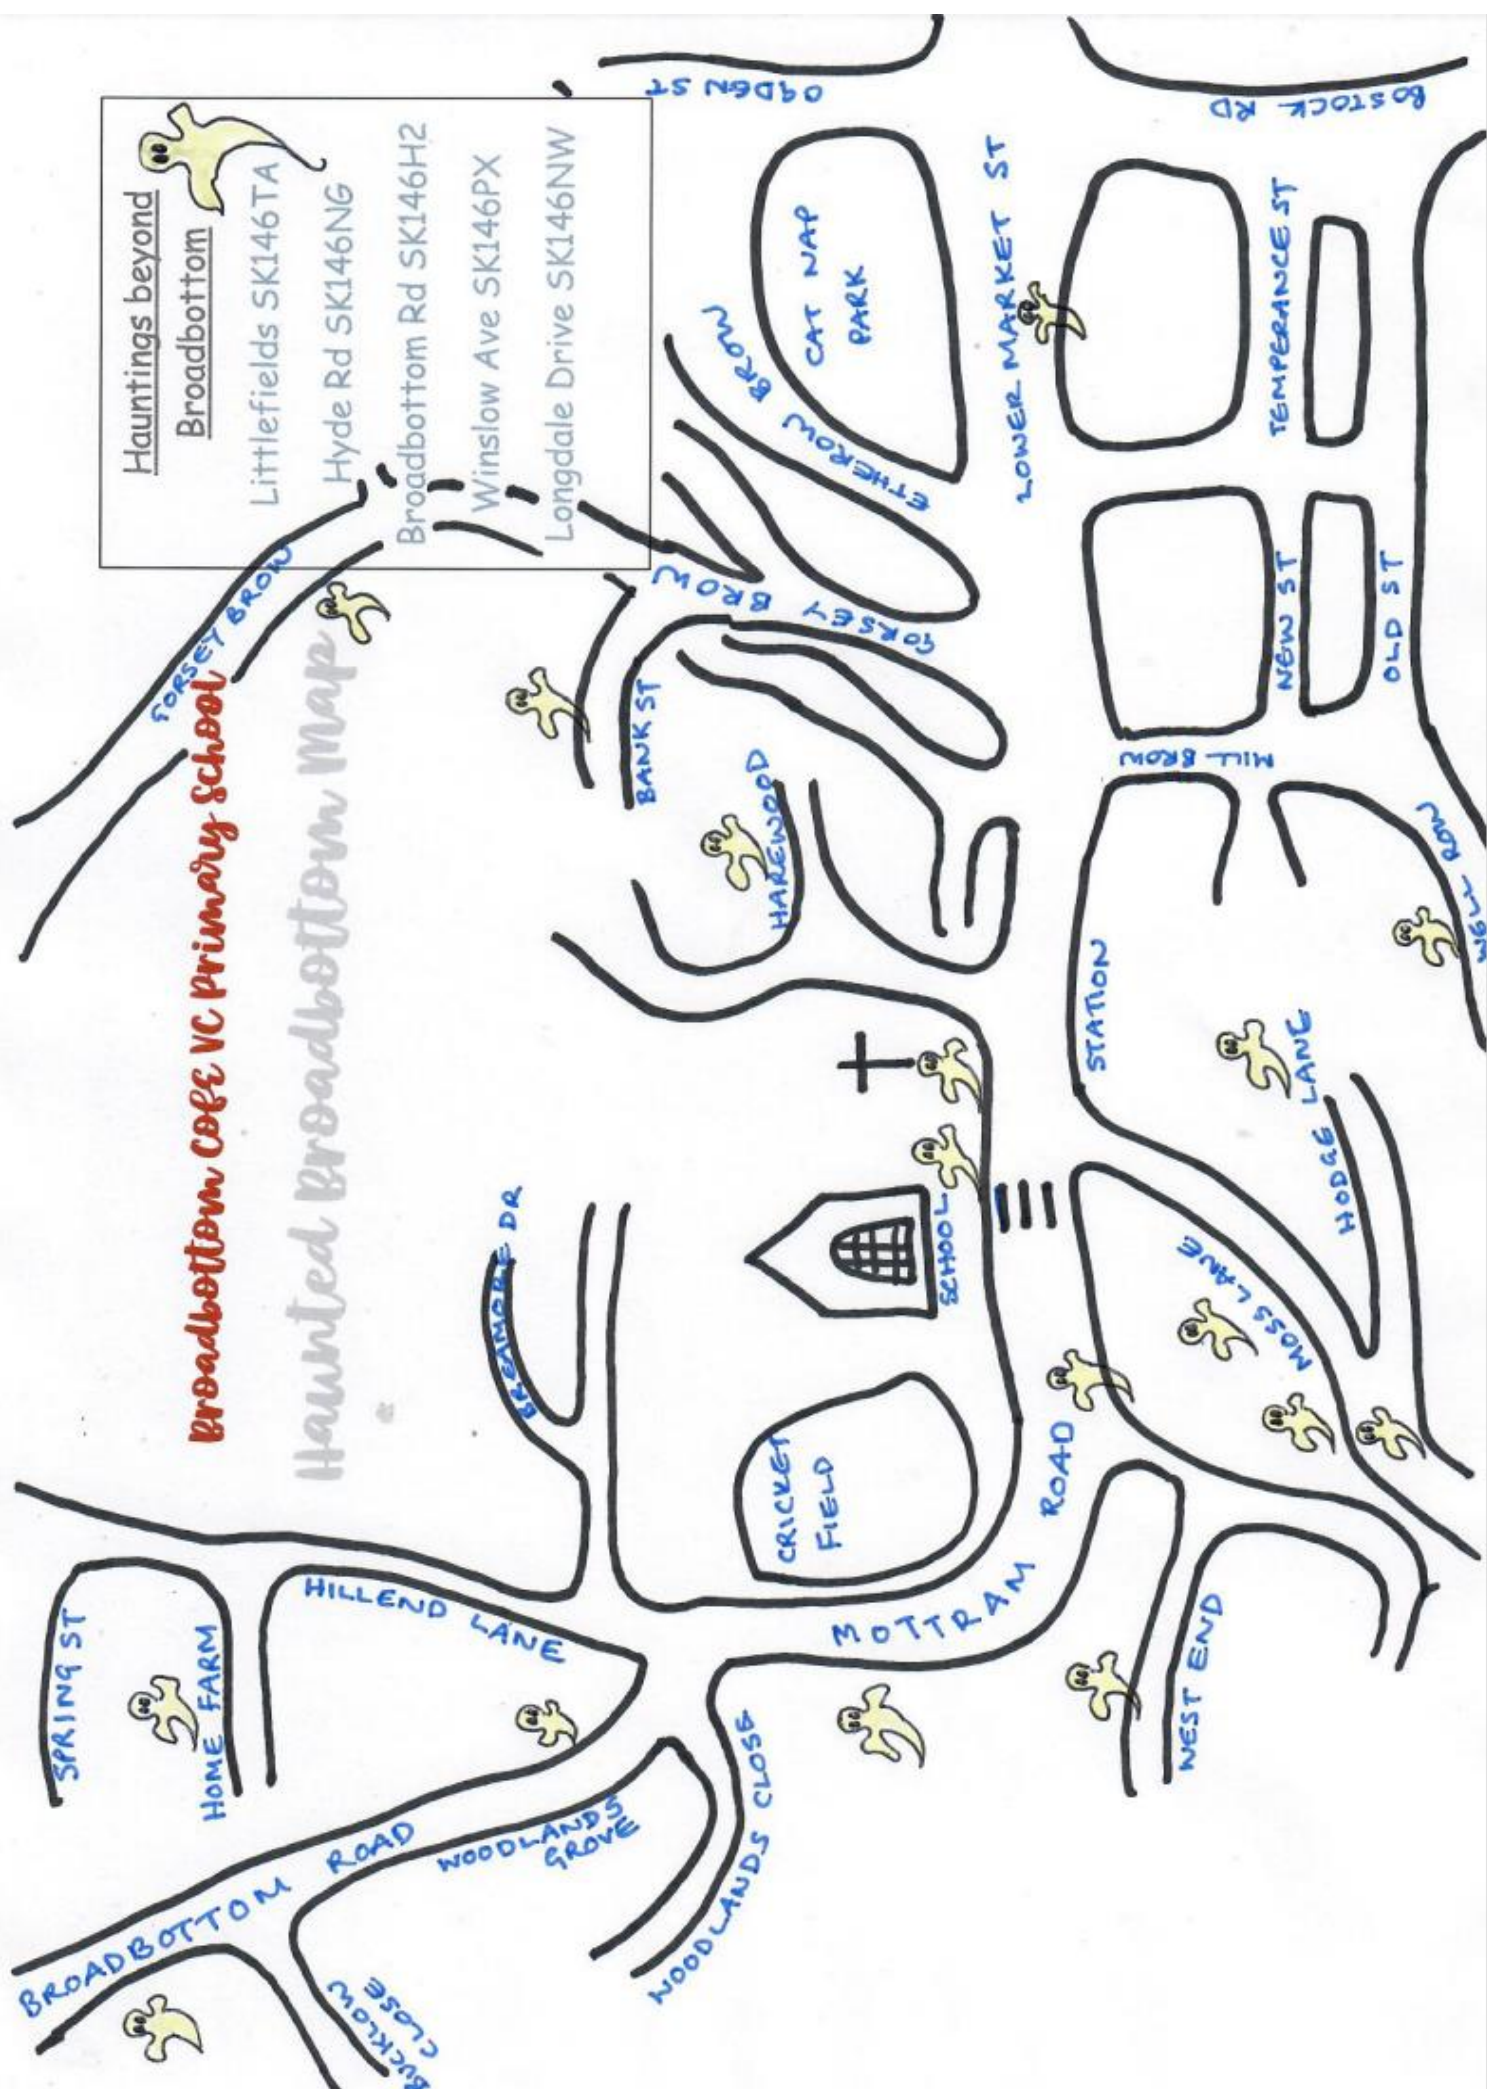 Broadbottom CofE VC Primary School
Haunted Broadbottom Map
Hauntings beyond
Broadbottom
Littlefields SK146TA
Hyde Rd SK146NG
Broadbottom Rd SK146H2
Winslow Ave SK146PX
Longdale Drive SK146NW
OGDEN ST
BOSTOCK RD
CAT NAP
PARK
LOWER MARKET ST
TEMPERANCE ST
ETHEROW BROW
GORSEY BROW
GORSEY BROW
BANK ST
HAREWOOD
NEW ST
OLD ST
MILL BROW
WELL ROW
STATION
HODGE LANE
MOSS LANE
SCHOOL
BREAMORE DR
CRICKET
FIELD
MOTTRAM ROAD
WEST END
HILLEND LANE
SPRING ST
HOME FARM
BROADBOTTOM ROAD
WOODLANDS
GROVE
WOODLANDS CLOSE
BUCKLOW
CLOSE